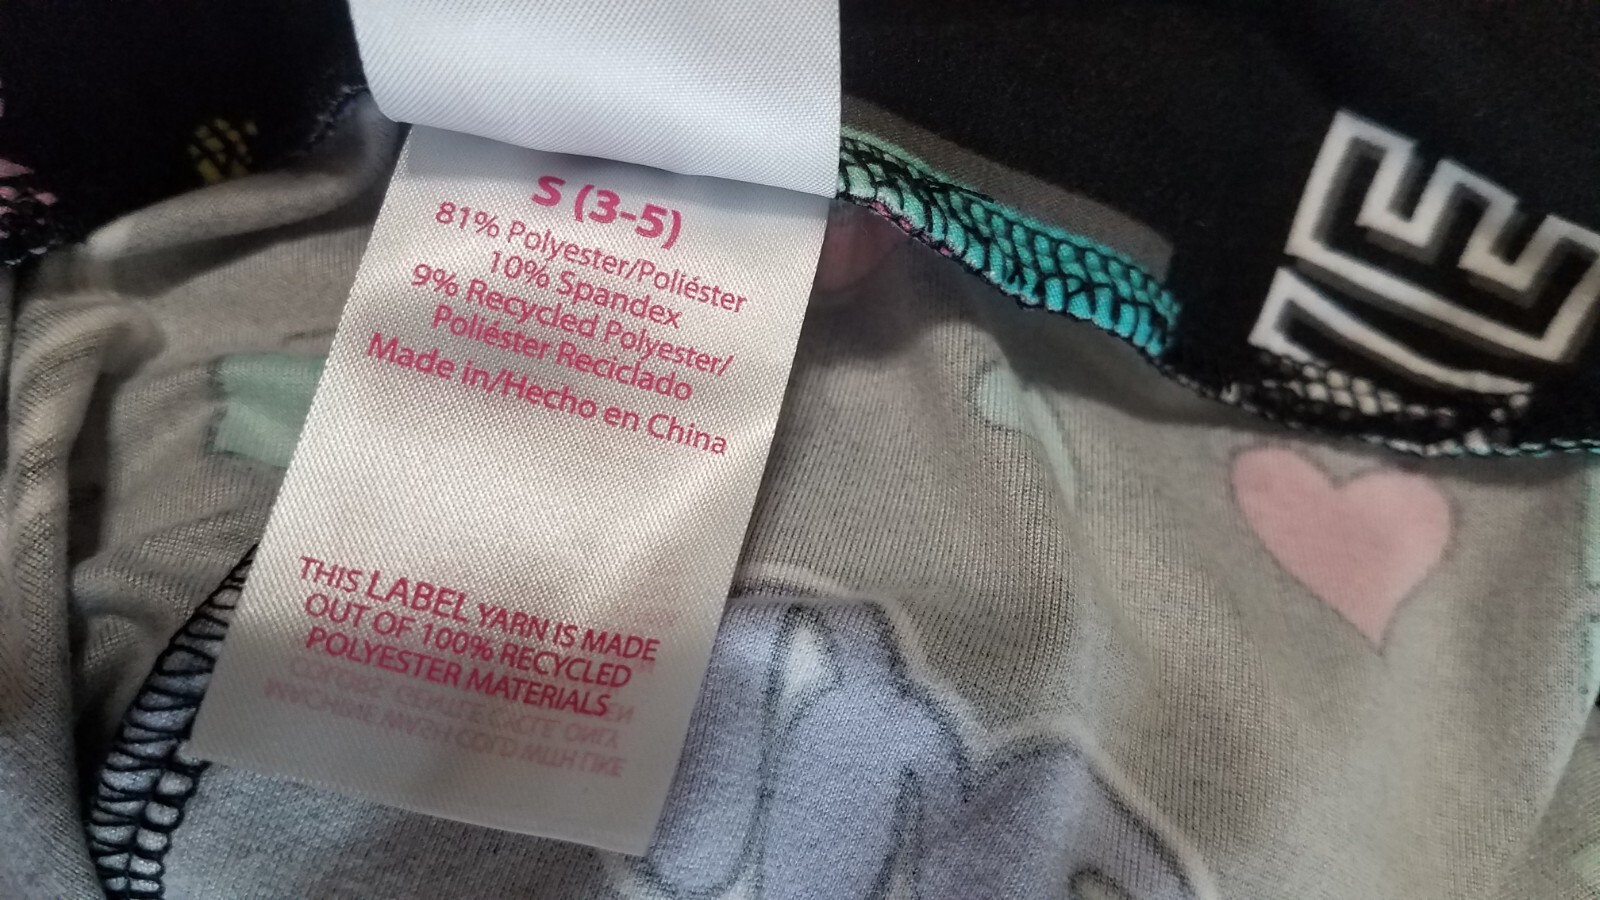 S (3-5)
81% Polyester/Poliéster
10% Spandex
9% Recycled Polyester/
Poliéster Reciclado
Made in/Hecho en China
THIS LABEL YARN IS MADE
OUT OF 100% RECYCLED
POLYESTER MATERIALS